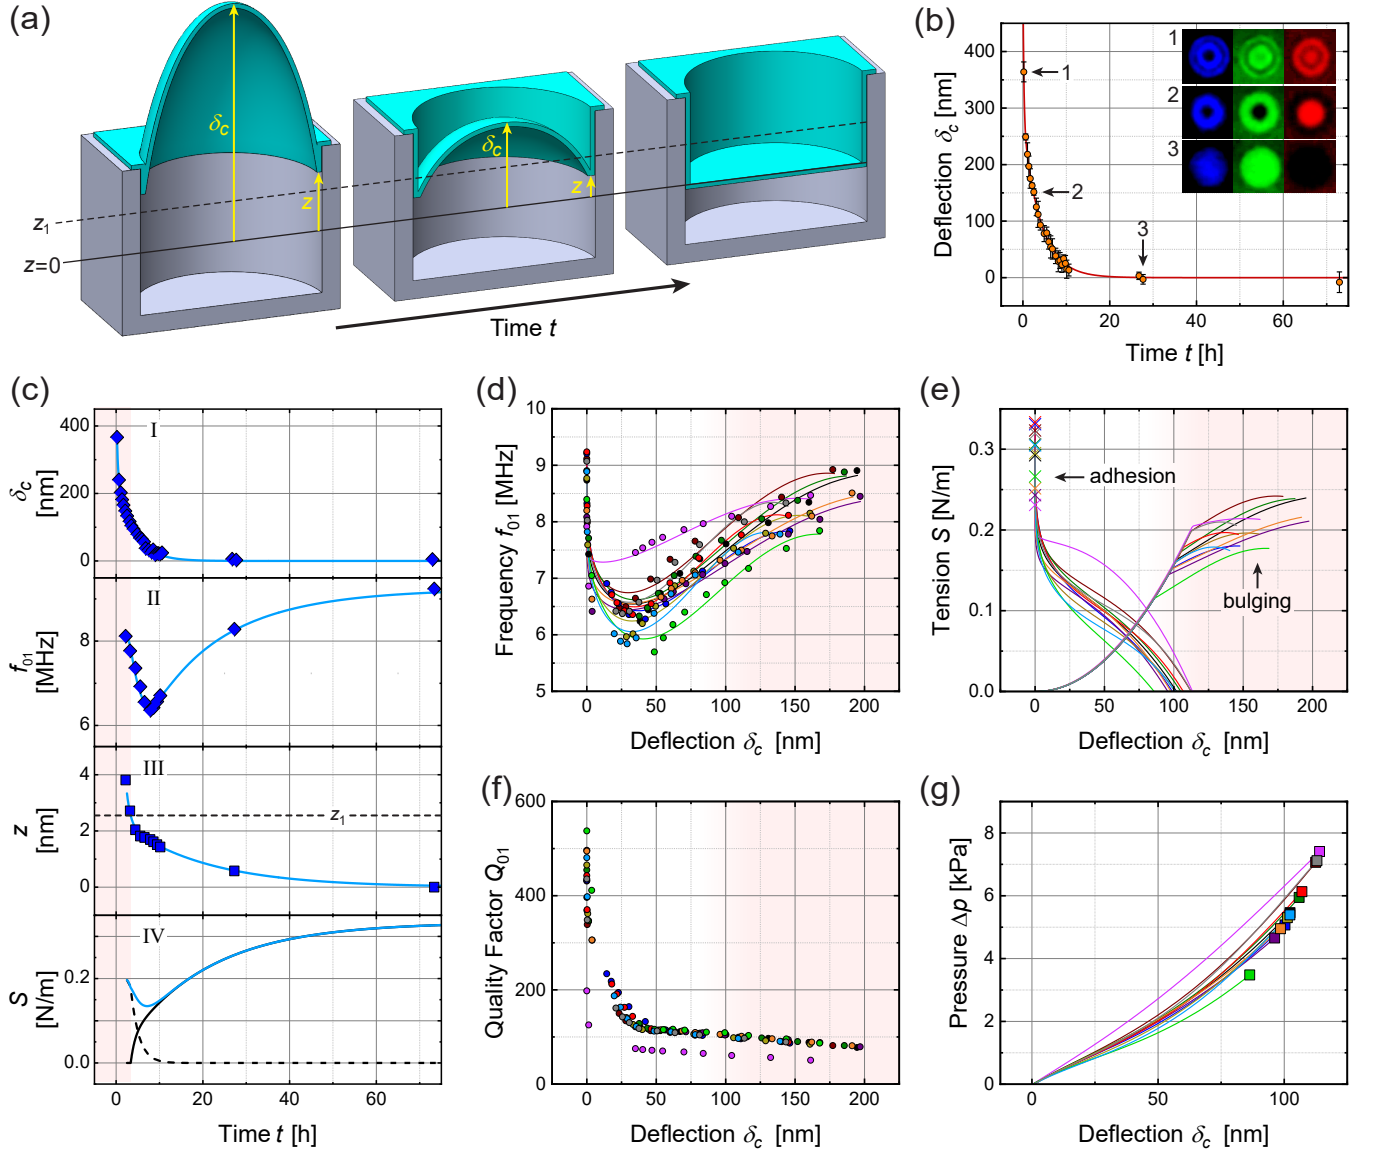 (a)
δc
δc
z
z
z1
z=0
Time t
(b)
Deflection δc [nm]
400
300
200
100
0
0 20 40 60
Time t [h]
1
2
3
1
2
3
(c)
I
400
200
0
δc
[nm]
II
8
6
f01
[MHz]
III
4
2
0
z
[nm]
z1
IV
0.2
0.0
S
[N/m]
0 20 40 60
Time t [h]
(d)
Frequency f01 [MHz]
10
9
8
7
6
5
0 50 100 150 200
Deflection δc [nm]
(e)
Tension S [N/m]
0.3
0.2
0.1
0.0
adhesion
bulging
0 50 100 150 200
Deflection δc [nm]
(f)
Quality Factor Q01
600
400
200
0
0 50 100 150 200
Deflection δc [nm]
(g)
Pressure Δp [kPa]
8
6
4
2
0
0 50 100
Deflection δc [nm]